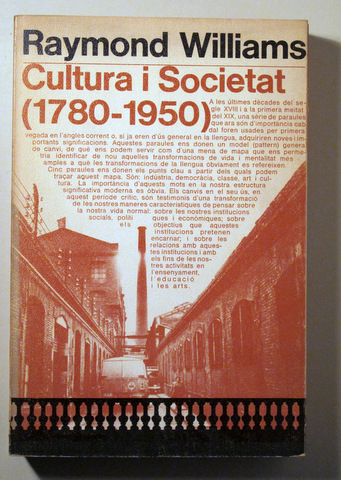 Raymond Williams
Cultura i Societat
(1780-1950)
A les últimes dècades del se-
gle XVIII i a la primera meitat
del XIX, una sèrie de paraules
que ara són d'importància cab
dal foren usades per primera
vegada en l'anglès corrent o, si ja eren d'ús general en la llengua, adquiriren noves i im-
portants significacions. Aquestes paraules ens donen un model (pattern) general
de canvi, de què ens podem servir com d'una mena de mapa que ens perme-
tria identificar de nou aquelles transformacions de vida i mentalitat més
amples i a què les transformacions de la llengua obviament es refereixen.
Cinc paraules ens donen els punts clau a partir dels quals podem
traçar aquest mapa. Són: indústria, democràcia, classe, art i cul-
tura. La importància d'aquests mots en la nostra estructura
significativa moderna es òbvia. Els canvis en el seu ús, en
aquest període crític, són testimonis d'una transformació
de les nostres maneres característiques de pensar sobre
la nostra vida normal: sobre les nostres institucions
socials, políti ques i econòmiques; sobre
els objectius que aquestes
institucions pretenen
encarnar; i sobre les
relacions amb aques-
tes institucions i amb
els fins de les nos-
tres activitats en
l'ensenyament,
l'educació
i les arts.